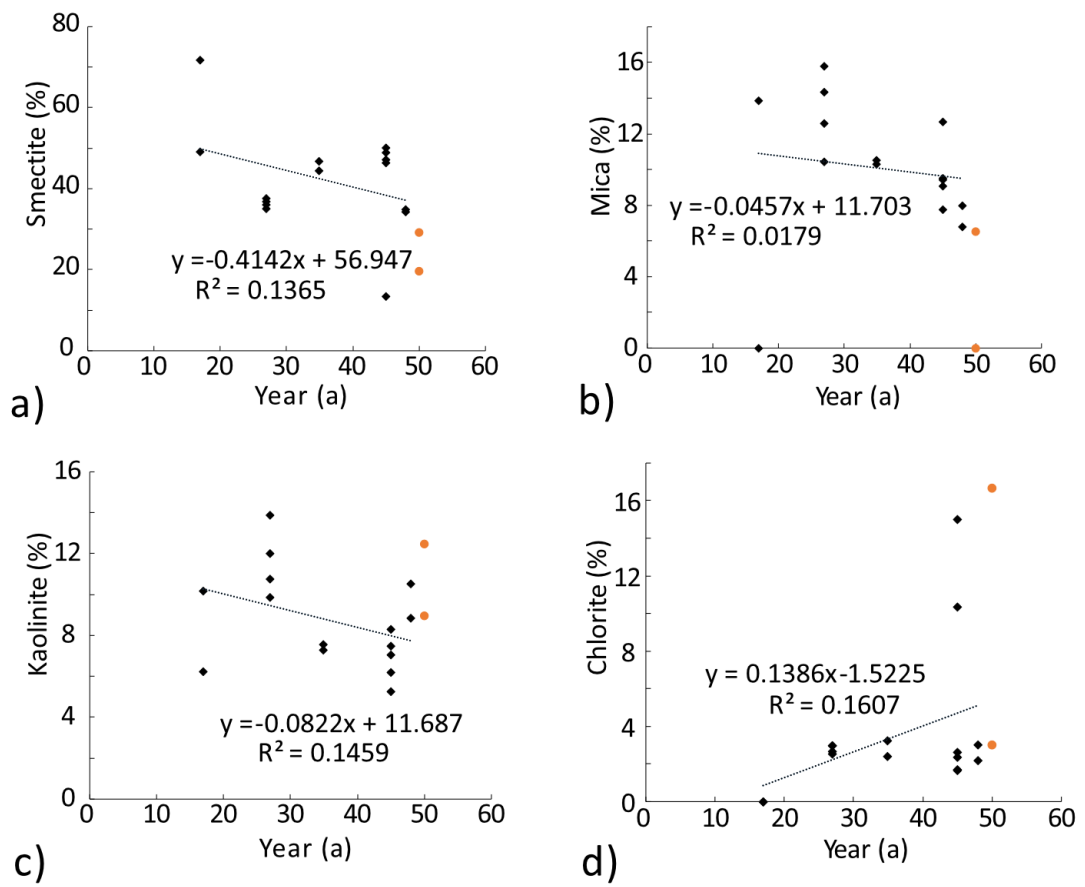 80
60
40
20
0
Smectite (%)
y =-0.4142x + 56.947
R² = 0.1365
0 10 20 30 40 50 60
Year (a)
a)
16
12
8
4
0
Mica (%)
y =-0.0457x + 11.703
R² = 0.0179
0 10 20 30 40 50 60
Year (a)
b)
16
12
8
4
0
Kaolinite (%)
y =-0.0822x + 11.687
R² = 0.1459
0 10 20 30 40 50 60
Year (a)
c)
16
12
8
4
0
Chlorite (%)
y = 0.1386x-1.5225
R² = 0.1607
0 10 20 30 40 50 60
Year (a)
d)